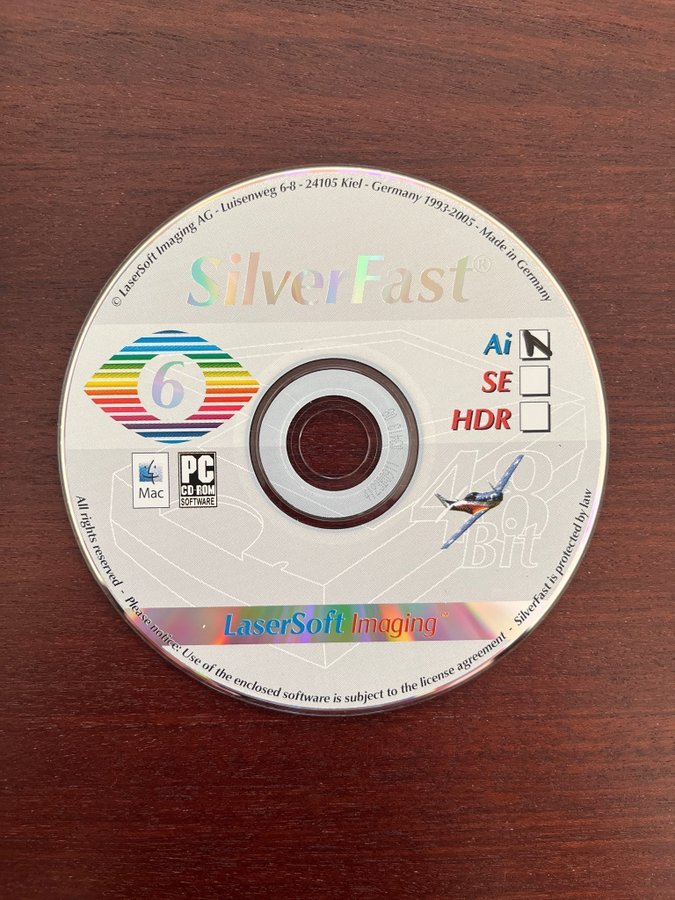 © LaserSoft Imaging AG - Luisenweg 6-8 - 24105 Kiel - Germany 1993-2005 - Made in Germany
SilverFast®
6
Ai
SE
HDR
Mac
PC
CD-ROM
SOFTWARE
48
Bit
LaserSoft Imaging™
All rights reserved - Please notice: Use of the enclosed software is subject to the license agreement - SilverFast is protected by law